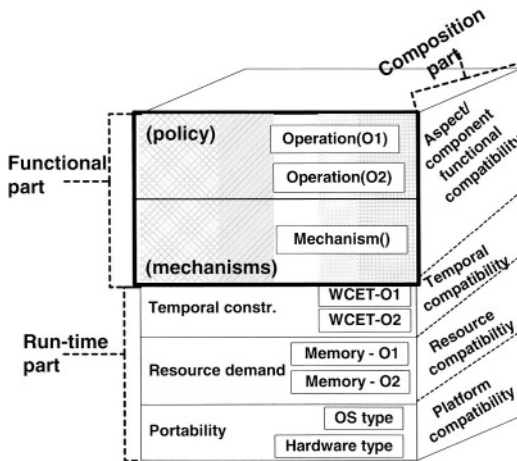 Composition
part
(policy)
Operation(O1)
Operation(O2)
Functional
part
Aspect/
component
functional
compatibility
Mechanism()
(mechanisms)
Temporal constr.
WCET-O1
WCET-O2
Temporal
compatibility
Run-time
part
Resource demand
Memory - O1
Memory - O2
Resource
compatibiltiy
Portability
OS type
Hardware type
Platform
compatibility